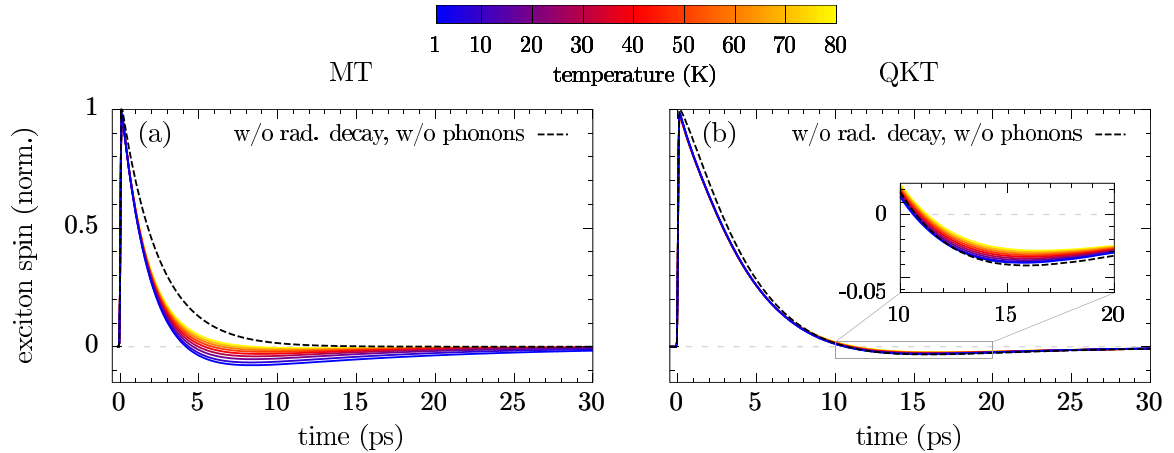 1 10 20 30 40 50 60 70 80
temperature (K)
MT QKT
exciton spin (norm.)
1
0.5
0
(a) w/o rad. decay, w/o phonons
0 5 10 15 20 25 30
time (ps)
(b) w/o rad. decay, w/o phonons
0
-0.05
10 15 20
0 5 10 15 20 25 30
time (ps)